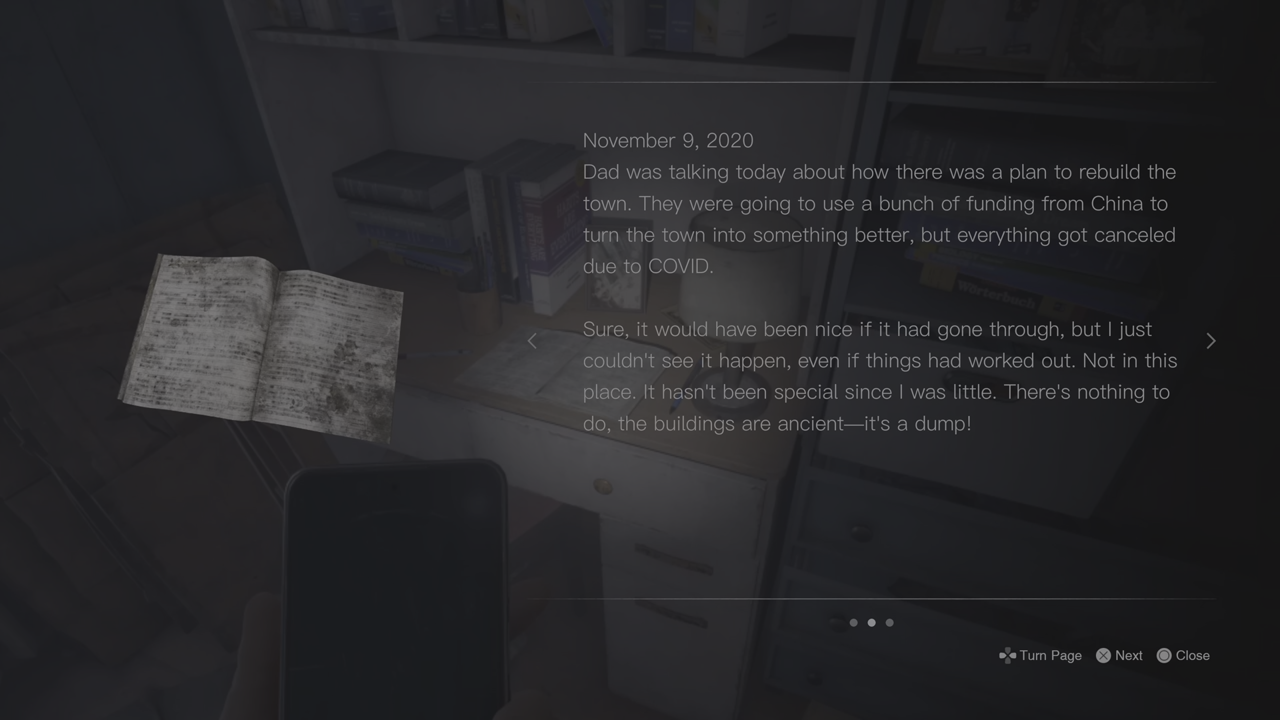 November 9, 2020
Dad was talking today about how there was a plan to rebuild the
town. They were going to use a bunch of funding from China to
turn the town into something better, but everything got canceled
due to COVID.
Sure, it would have been nice if it had gone through, but I just
couldn't see it happen, even if things had worked out. Not in this
place. It hasn't been special since I was little. There's nothing to
do, the buildings are ancient—it's a dump!
Wörterbuch
Turn Page Next Close